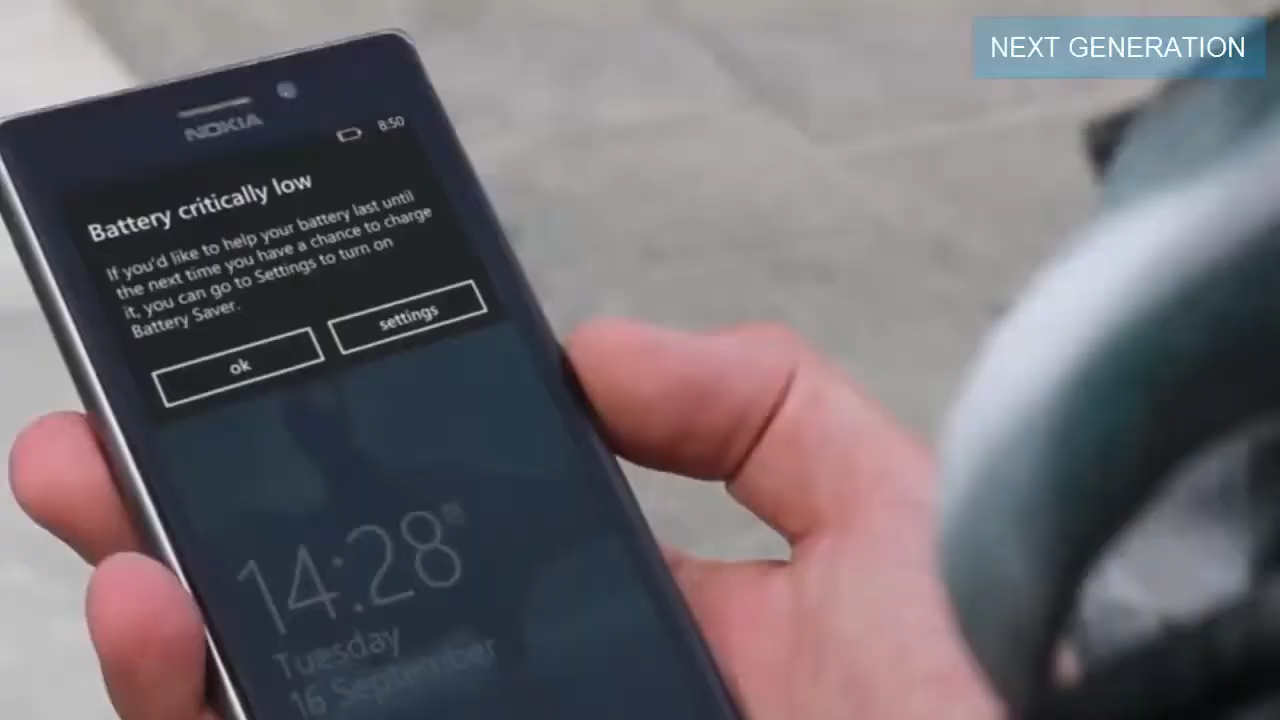 NEXT GENERATION
NOKIA
8:50
Battery critically low
If you'd like to help your battery last until
the next time you have a chance to charge
it, you can go to Settings to turn on
Battery Saver.
ok
settings
14:28
Tuesday
16 September